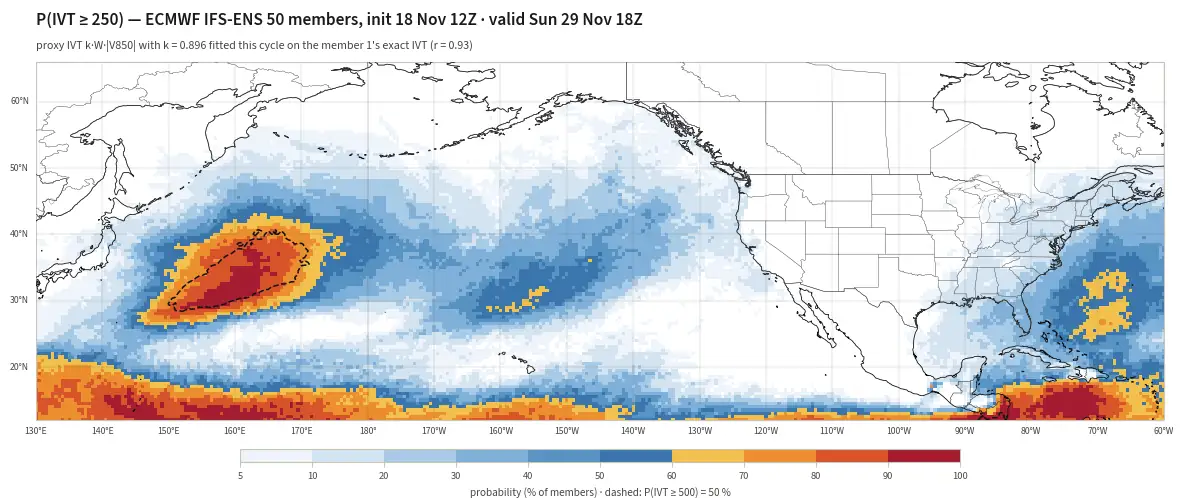 P(IVT ≥ 250) — ECMWF IFS-ENS 50 members, init 18 Nov 12Z · valid Sun 29 Nov 18Z
proxy IVT k·W·|V850| with k = 0.896 fitted this cycle on the member 1's exact IVT (r = 0.93)
60°N
50°N
40°N
30°N
20°N
130°E 140°E 150°E 160°E 170°E 180° 170°W 160°W 150°W 140°W 130°W 120°W 110°W 100°W 90°W 80°W 70°W 60°W
5 10 20 30 40 50 60 70 80 90 100
probability (% of members) · dashed: P(IVT ≥ 500) = 50 %